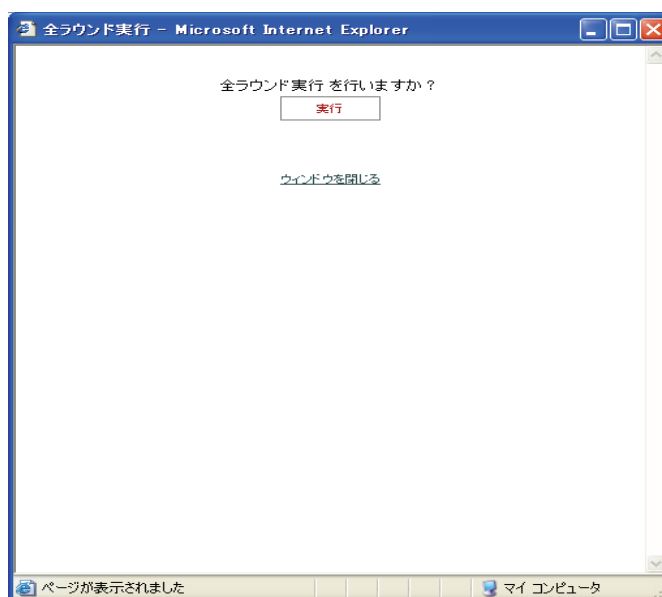 全ラウンド実行 - Microsoft Internet Explorer
全ラウンド実行 を行いますか？
実行
ウィンドウを閉じる
ページが表示されました
マイ コンピュータ